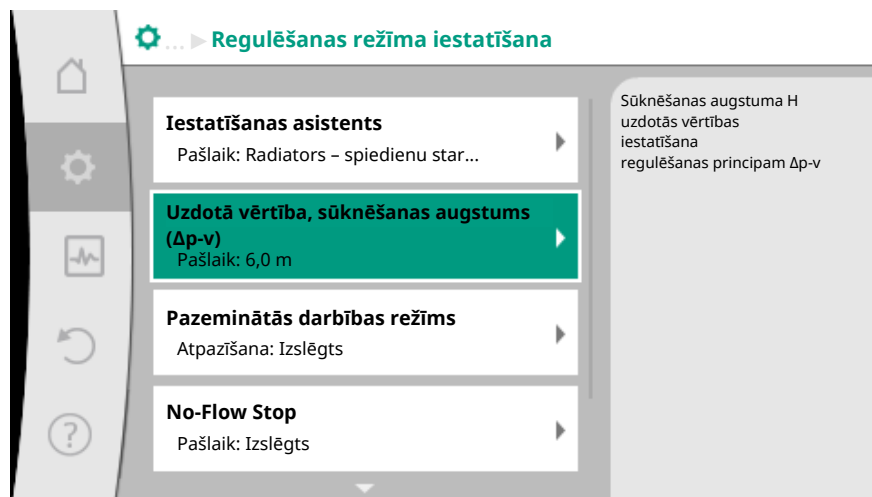 ... Regulēšanas režīma iestatīšana
Iestatīšanas asistents
Pašlaik: Radiators – spiedienu star...
Uzdotā vērtība, sūknēšanas augstums
(Δp-v)
Pašlaik: 6,0 m
Pazeminātās darbības režīms
Atpazīšana: Izslēgts
No-Flow Stop
Pašlaik: Izslēgts
Sūknēšanas augstuma H
uzdotās vērtības
iestatīšana
regulēšanas principam Δp-v
?